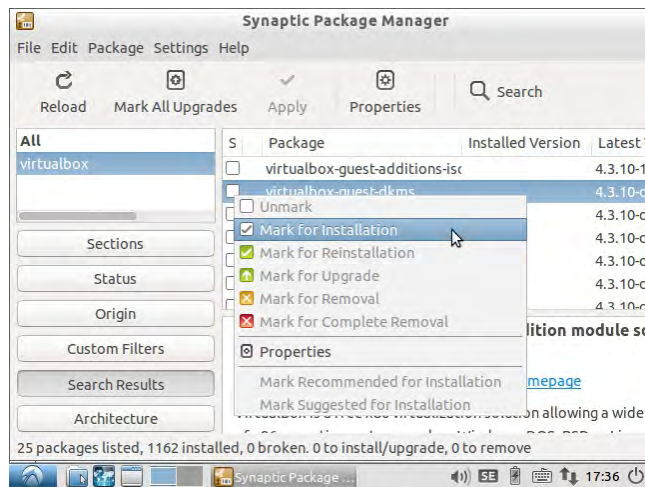 Synaptic Package Manager
File Edit Package Settings Help
Reload Mark All Upgrades Apply Properties Search
All
virtualbox
S Package Installed Version Latest
virtualbox-guest-additions-iso 4.3.10-1
virtualbox-guest-dkms 4.3.10-d
4.3.10-d
4.3.10-d
4.3.10-d
4.3.10-d
Unmark
Mark for Installation
Mark for Reinstallation
Mark for Upgrade
Mark for Removal
Mark for Complete Removal
Properties
Mark Recommended for Installation
Mark Suggested for Installation
Sections
Status
Origin
Custom Filters
Search Results
Architecture
dition module so
mepage
allowing a wide
25 packages listed, 1162 installed, 0 broken. 0 to install/upgrade, 0 to remove
Synaptic Package ... SE 17:36